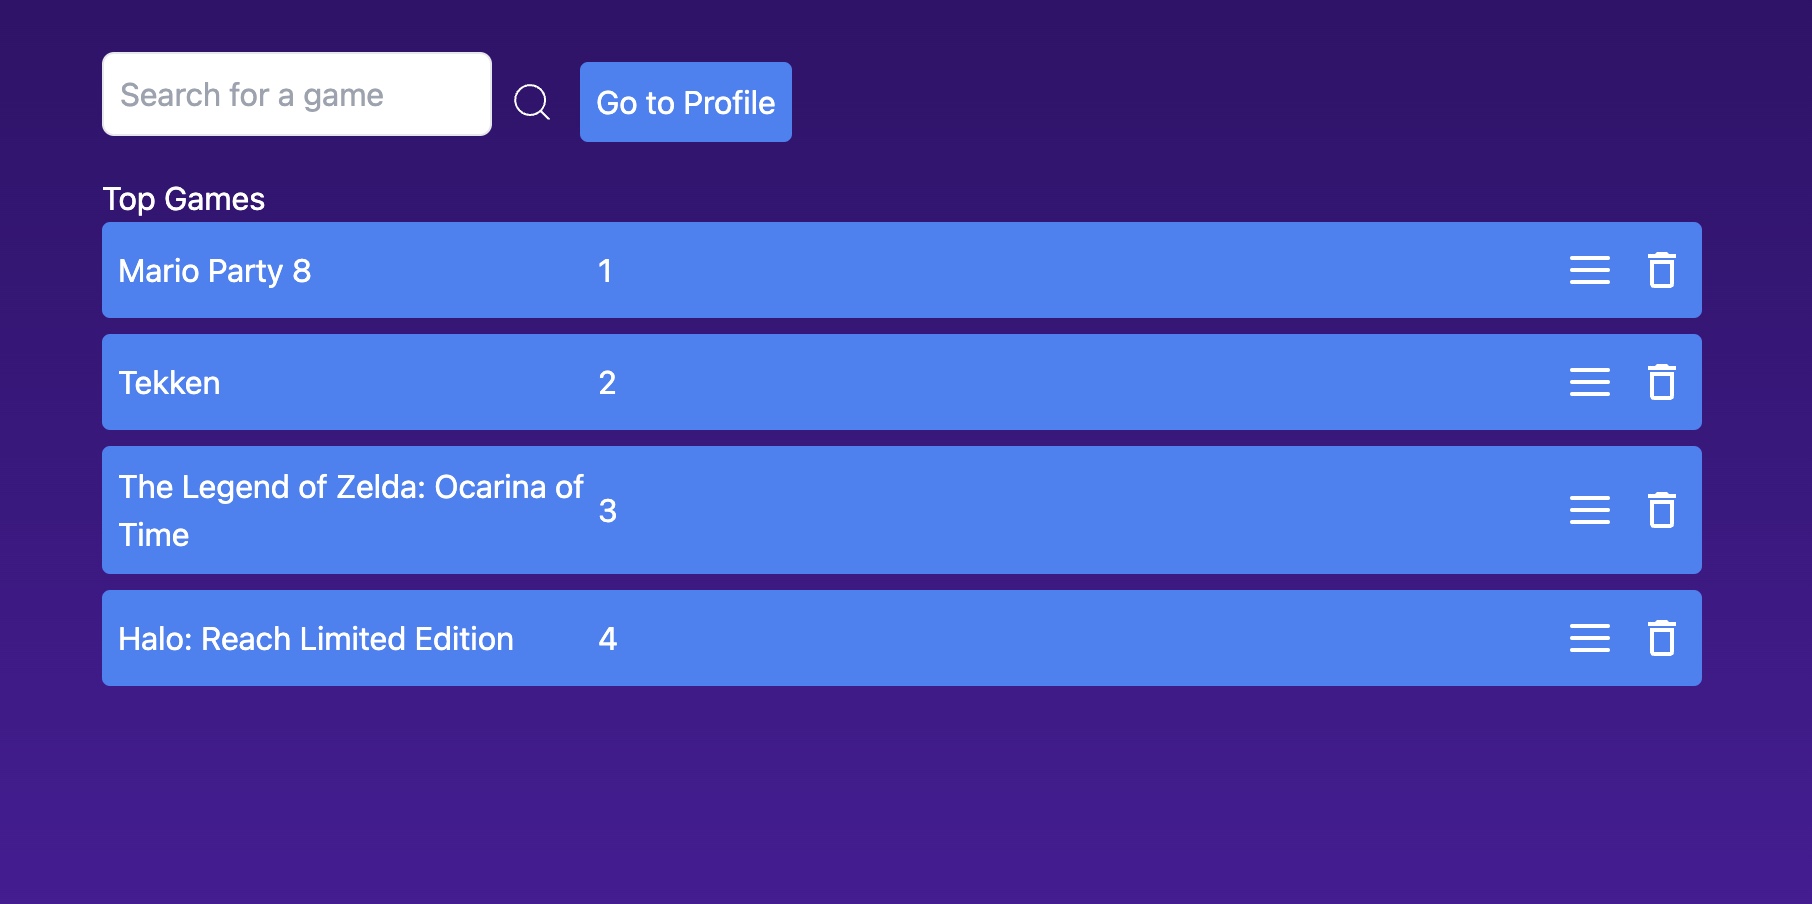 Search for a game
Go to Profile
Top Games
Mario Party 8 1
Tekken 2
The Legend of Zelda: Ocarina of
Time
3
Halo: Reach Limited Edition 4